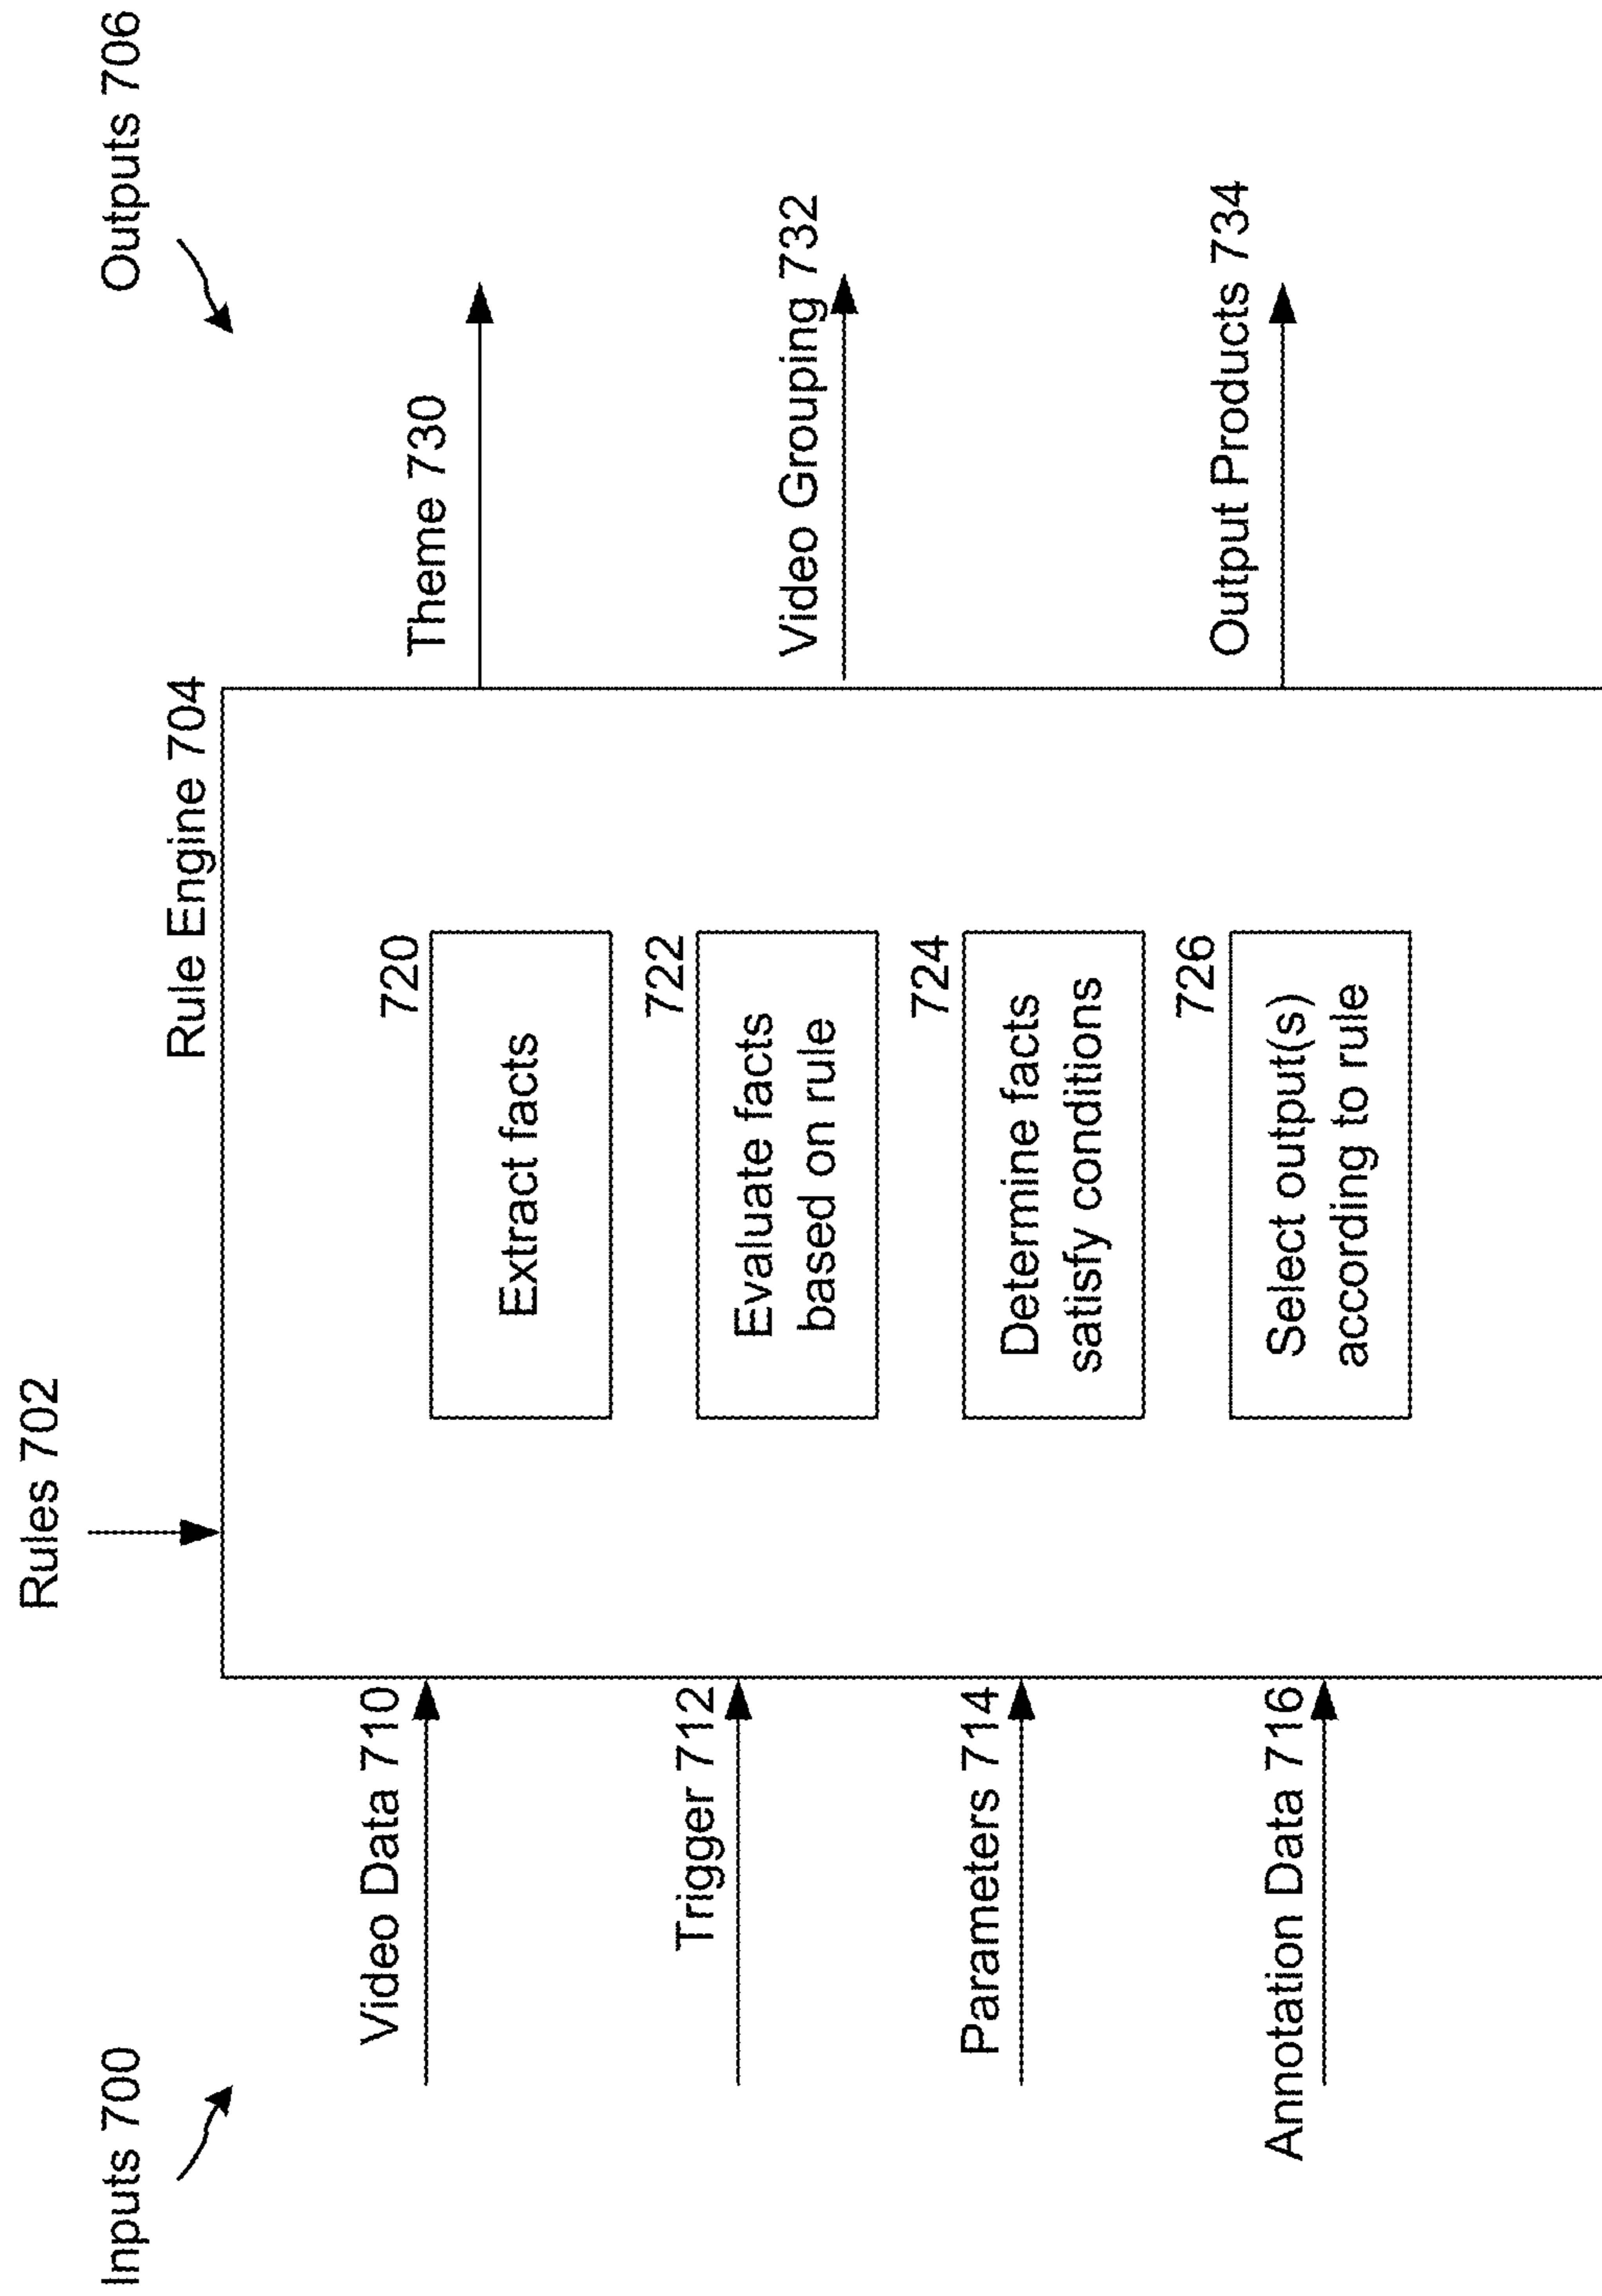 Rules 702
Inputs 700
Outputs 706
Rule Engine 704
Video Data 710
Trigger 712
Parameters 714
Annotation Data 716
720
Extract facts
722
Evaluate facts
based on rule
724
Determine facts
satisfy conditions
726
Select output(s)
according to rule
Theme 730
Video Grouping 732
Output Products 734